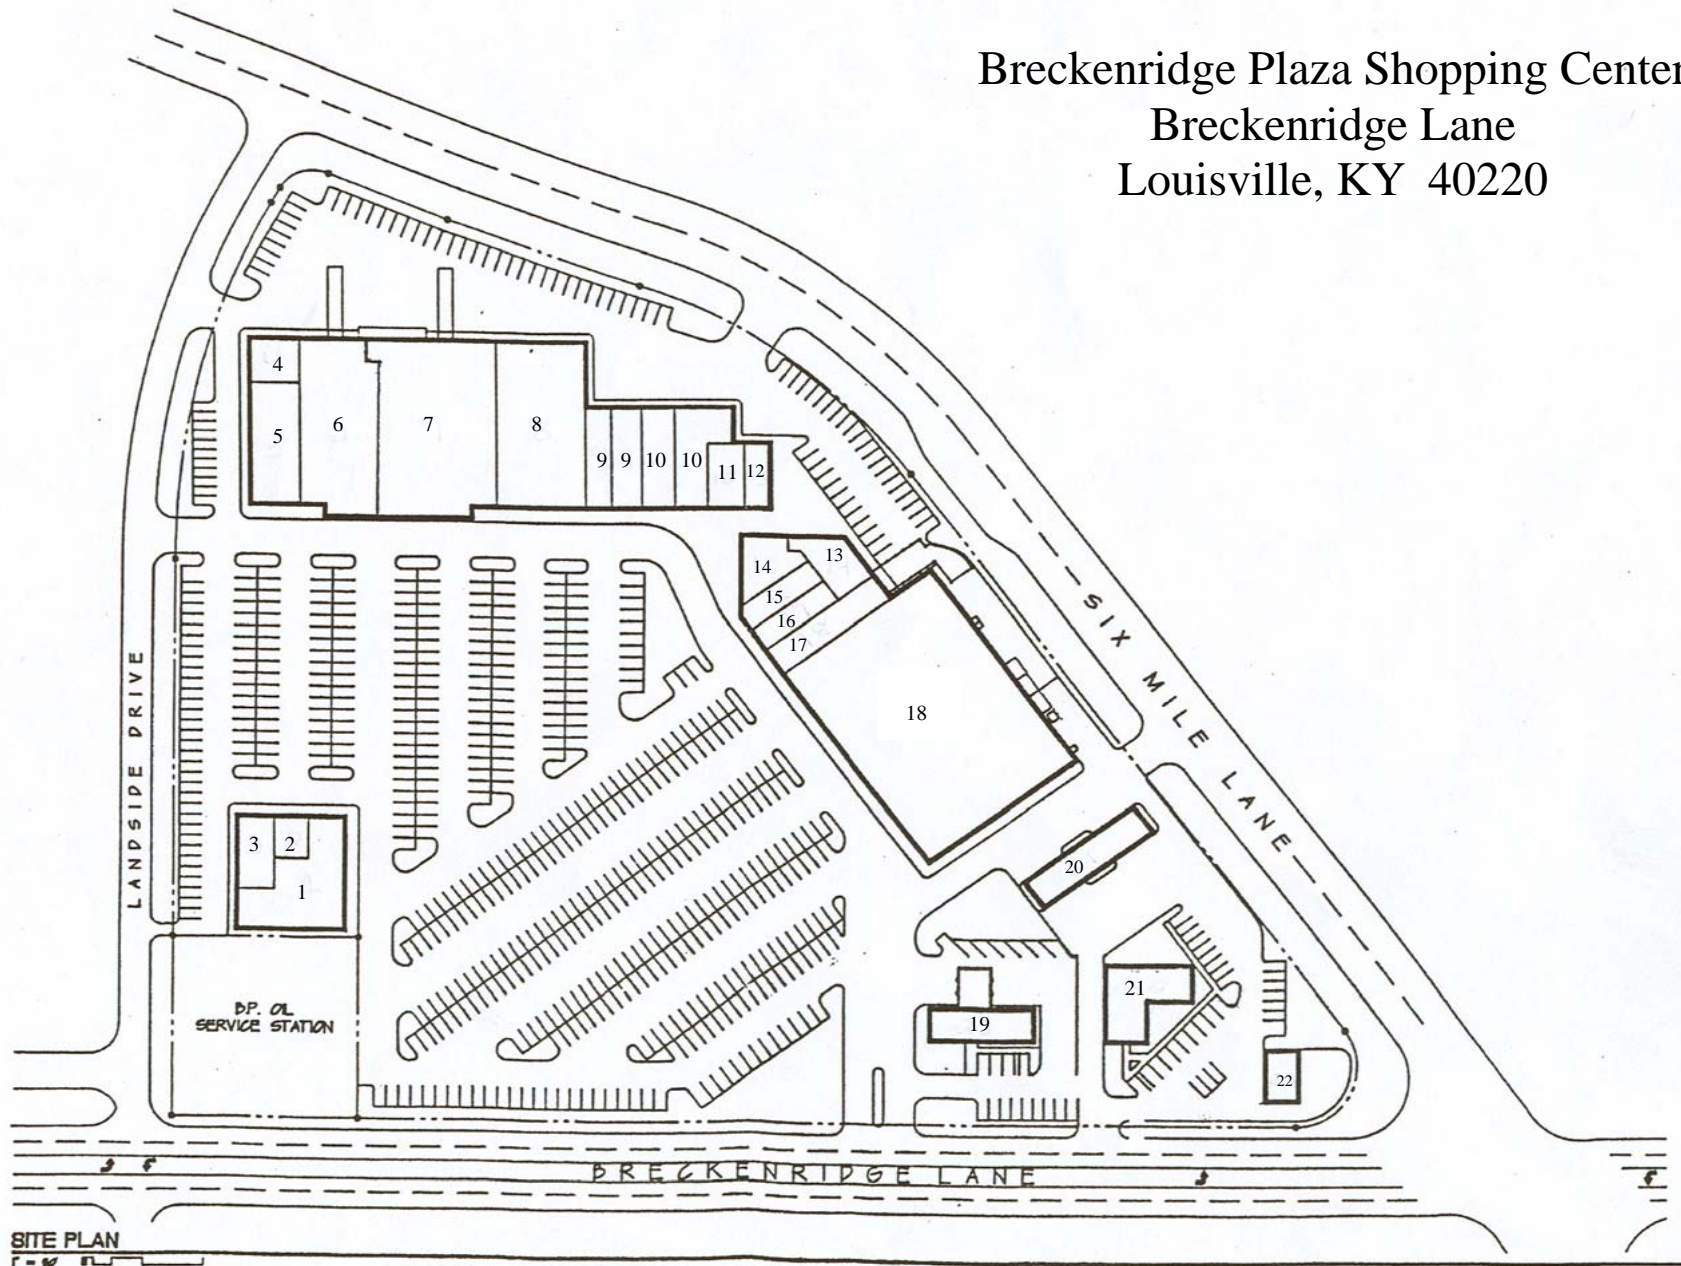 Breckenridge Plaza Shopping Center
Breckenridge Lane
Louisville, KY 40220
4
5
6
7
8
9
9
10
10
11
12
13
14
15
16
17
18
SIX MILE LANE
LANDSIDE DRIVE
3
2
1
20
21
19
22
BP. OIL
SERVICE STATION
BRECKENRIDGE LANE
SITE PLAN